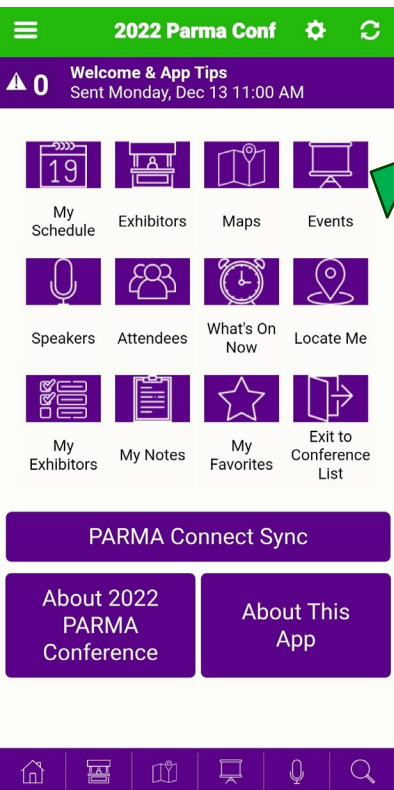 2022 Parma Conf
0
Welcome & App Tips
Sent Monday, Dec 13 11:00 AM
19
My
Schedule
Exhibitors
Maps
Events
Speakers
Attendees
What's On
Now
Locate Me
My
Exhibitors
My Notes
My
Favorites
Exit to
Conference
List
PARMA Connect Sync
About 2022
PARMA
Conference
About This
App